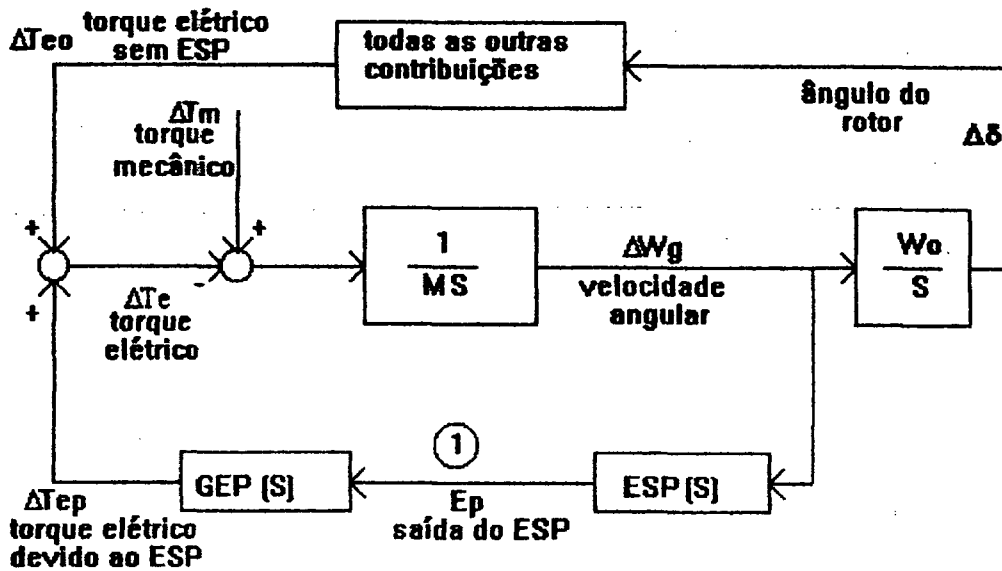 ΔTeo
torque elétrico
sem ESP
todas as outras
contribuições
ângulo do
rotor
Δδ
ΔTm
torque
mecânico
+
+
+
-
ΔTe
torque
elétrico
1
MS
ΔWg
velocidade
angular
Wo
S
1
GEP (S)
Ep
saída do ESP
ESP (S)
ΔTep
torque elétrico
devido ao ESP